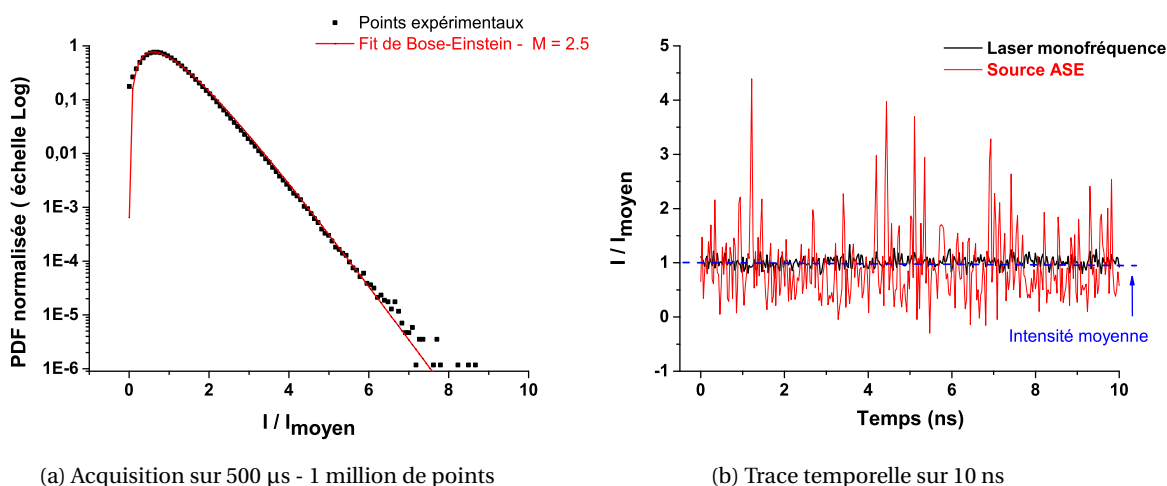 Points expérimentaux
Fit de Bose-Einstein - M = 2.5
PDF normalisée ( échelle Log)
1
0,1
0,01
1E-3
1E-4
1E-5
1E-6
0 2 4 6 8 10
I / Imoyen
(a) Acquisition sur 500 µs - 1 million de points
Laser monofréquence
Source ASE
I / Imoyen
5
4
3
2
1
0
-1
Intensité moyenne
0 2 4 6 8 10
Temps (ns)
(b) Trace temporelle sur 10 ns